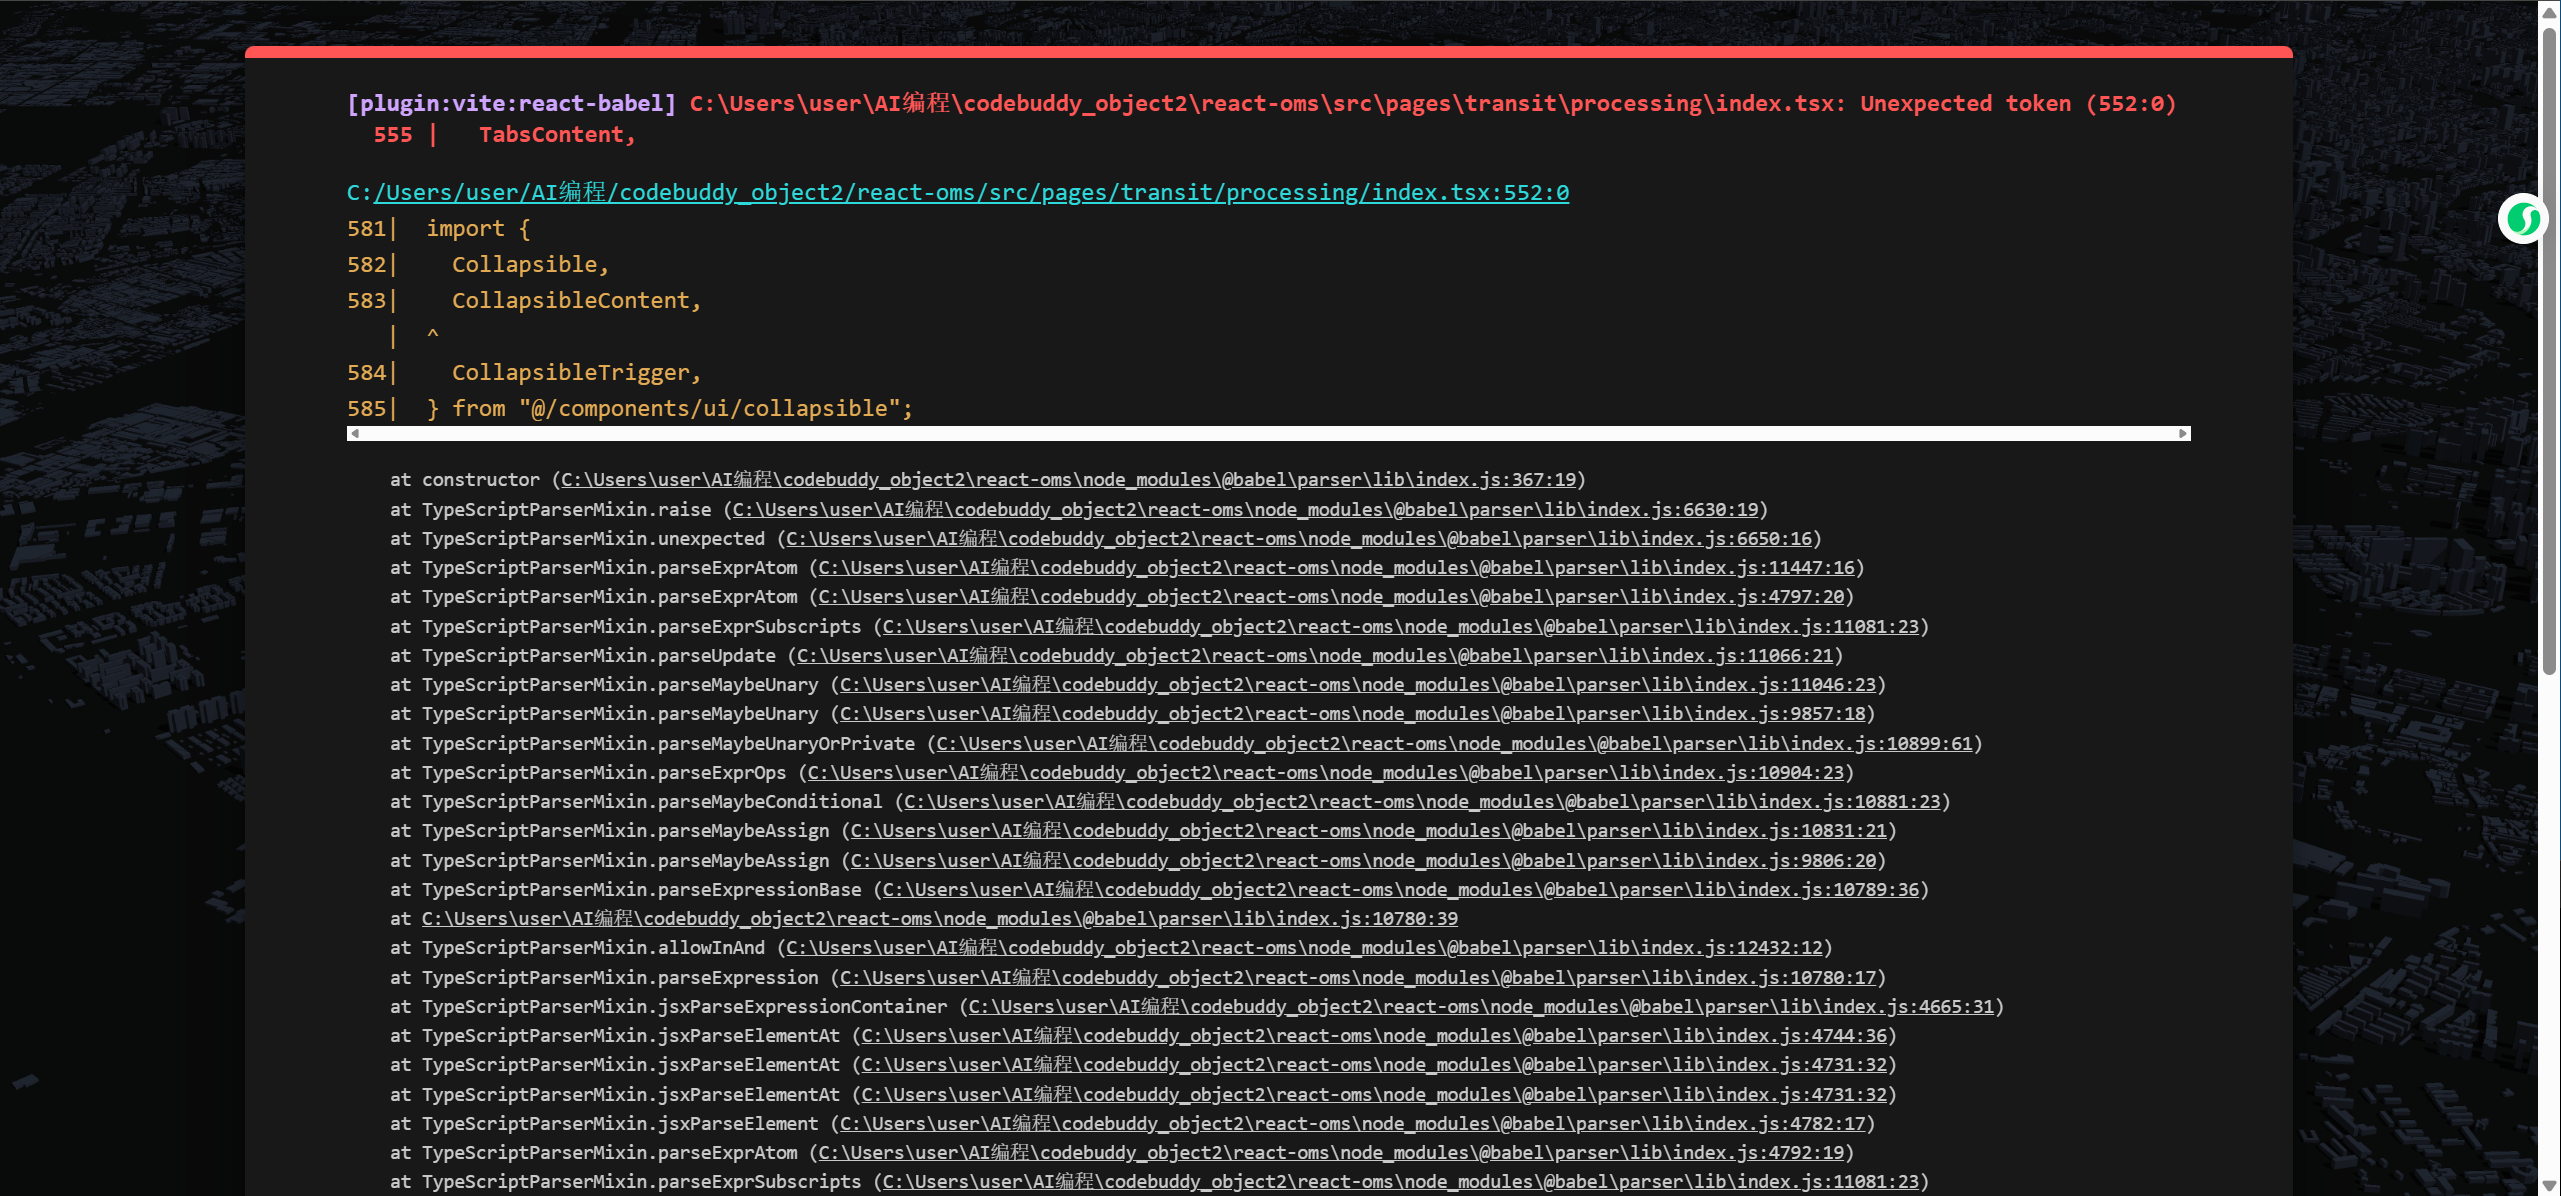 [plugin:vite:react-babel] C:\Users\user\AI编程\codebuddy_object2\react-oms\src\pages\transit\processing\index.tsx: Unexpected token (552:0)
555 |   TabsContent,
C:/Users/user/AI编程/codebuddy_object2/react-oms/src/pages/transit/processing/index.tsx:552:0
581|  import {
582|    Collapsible,
583|    CollapsibleContent,
|  ^
584|    CollapsibleTrigger,
585|  } from "@/components/ui/collapsible";
at constructor (C:\Users\user\AI编程\codebuddy_object2\react-oms\node_modules\@babel\parser\lib\index.js:367:19)
at TypeScriptParserMixin.raise (C:\Users\user\AI编程\codebuddy_object2\react-oms\node_modules\@babel\parser\lib\index.js:6630:19)
at TypeScriptParserMixin.unexpected (C:\Users\user\AI编程\codebuddy_object2\react-oms\node_modules\@babel\parser\lib\index.js:6650:16)
at TypeScriptParserMixin.parseExprAtom (C:\Users\user\AI编程\codebuddy_object2\react-oms\node_modules\@babel\parser\lib\index.js:11447:16)
at TypeScriptParserMixin.parseExprAtom (C:\Users\user\AI编程\codebuddy_object2\react-oms\node_modules\@babel\parser\lib\index.js:4797:20)
at TypeScriptParserMixin.parseExprSubscripts (C:\Users\user\AI编程\codebuddy_object2\react-oms\node_modules\@babel\parser\lib\index.js:11081:23)
at TypeScriptParserMixin.parseUpdate (C:\Users\user\AI编程\codebuddy_object2\react-oms\node_modules\@babel\parser\lib\index.js:11066:21)
at TypeScriptParserMixin.parseMaybeUnary (C:\Users\user\AI编程\codebuddy_object2\react-oms\node_modules\@babel\parser\lib\index.js:11046:23)
at TypeScriptParserMixin.parseMaybeUnary (C:\Users\user\AI编程\codebuddy_object2\react-oms\node_modules\@babel\parser\lib\index.js:9857:18)
at TypeScriptParserMixin.parseMaybeUnaryOrPrivate (C:\Users\user\AI编程\codebuddy_object2\react-oms\node_modules\@babel\parser\lib\index.js:10899:61)
at TypeScriptParserMixin.parseExprOps (C:\Users\user\AI编程\codebuddy_object2\react-oms\node_modules\@babel\parser\lib\index.js:10904:23)
at TypeScriptParserMixin.parseMaybeConditional (C:\Users\user\AI编程\codebuddy_object2\react-oms\node_modules\@babel\parser\lib\index.js:10881:23)
at TypeScriptParserMixin.parseMaybeAssign (C:\Users\user\AI编程\codebuddy_object2\react-oms\node_modules\@babel\parser\lib\index.js:10831:21)
at TypeScriptParserMixin.parseMaybeAssign (C:\Users\user\AI编程\codebuddy_object2\react-oms\node_modules\@babel\parser\lib\index.js:9806:20)
at TypeScriptParserMixin.parseExpressionBase (C:\Users\user\AI编程\codebuddy_object2\react-oms\node_modules\@babel\parser\lib\index.js:10789:36)
at C:\Users\user\AI编程\codebuddy_object2\react-oms\node_modules\@babel\parser\lib\index.js:10780:39
at TypeScriptParserMixin.allowInAnd (C:\Users\user\AI编程\codebuddy_object2\react-oms\node_modules\@babel\parser\lib\index.js:12432:12)
at TypeScriptParserMixin.parseExpression (C:\Users\user\AI编程\codebuddy_object2\react-oms\node_modules\@babel\parser\lib\index.js:10780:17)
at TypeScriptParserMixin.jsxParseExpressionContainer (C:\Users\user\AI编程\codebuddy_object2\react-oms\node_modules\@babel\parser\lib\index.js:4665:31)
at TypeScriptParserMixin.jsxParseElementAt (C:\Users\user\AI编程\codebuddy_object2\react-oms\node_modules\@babel\parser\lib\index.js:4744:36)
at TypeScriptParserMixin.jsxParseElementAt (C:\Users\user\AI编程\codebuddy_object2\react-oms\node_modules\@babel\parser\lib\index.js:4731:32)
at TypeScriptParserMixin.jsxParseElementAt (C:\Users\user\AI编程\codebuddy_object2\react-oms\node_modules\@babel\parser\lib\index.js:4731:32)
at TypeScriptParserMixin.jsxParseElement (C:\Users\user\AI编程\codebuddy_object2\react-oms\node_modules\@babel\parser\lib\index.js:4782:17)
at TypeScriptParserMixin.parseExprAtom (C:\Users\user\AI编程\codebuddy_object2\react-oms\node_modules\@babel\parser\lib\index.js:4792:19)
at TypeScriptParserMixin.parseExprSubscripts (C:\Users\user\AI编程\codebuddy_object2\react-oms\node_modules\@babel\parser\lib\index.js:11081:23)